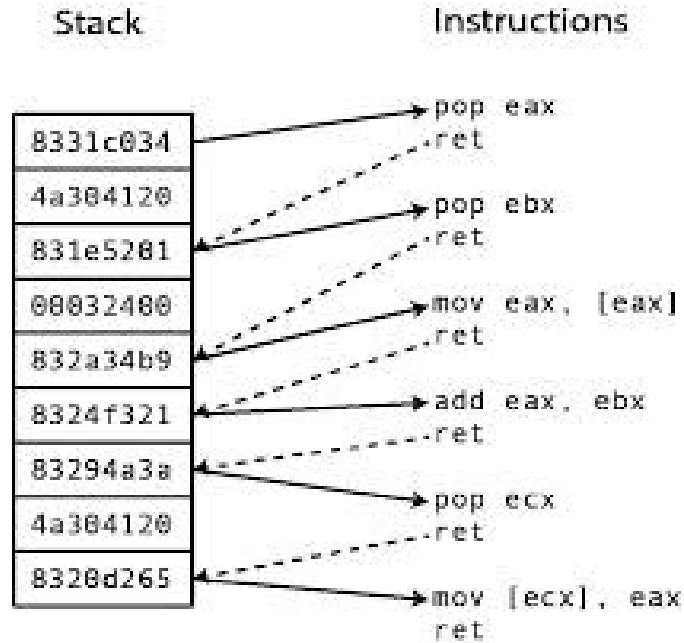 Stack
Instructions
8331c034
4a304120
831e5201
00032400
832a34b9
8324f321
83294a3a
4a304120
8320d265
pop eax
ret
pop ebx
ret
mov eax, [eax]
ret
add eax, ebx
ret
pop ecx
ret
mov [ecx], eax
ret